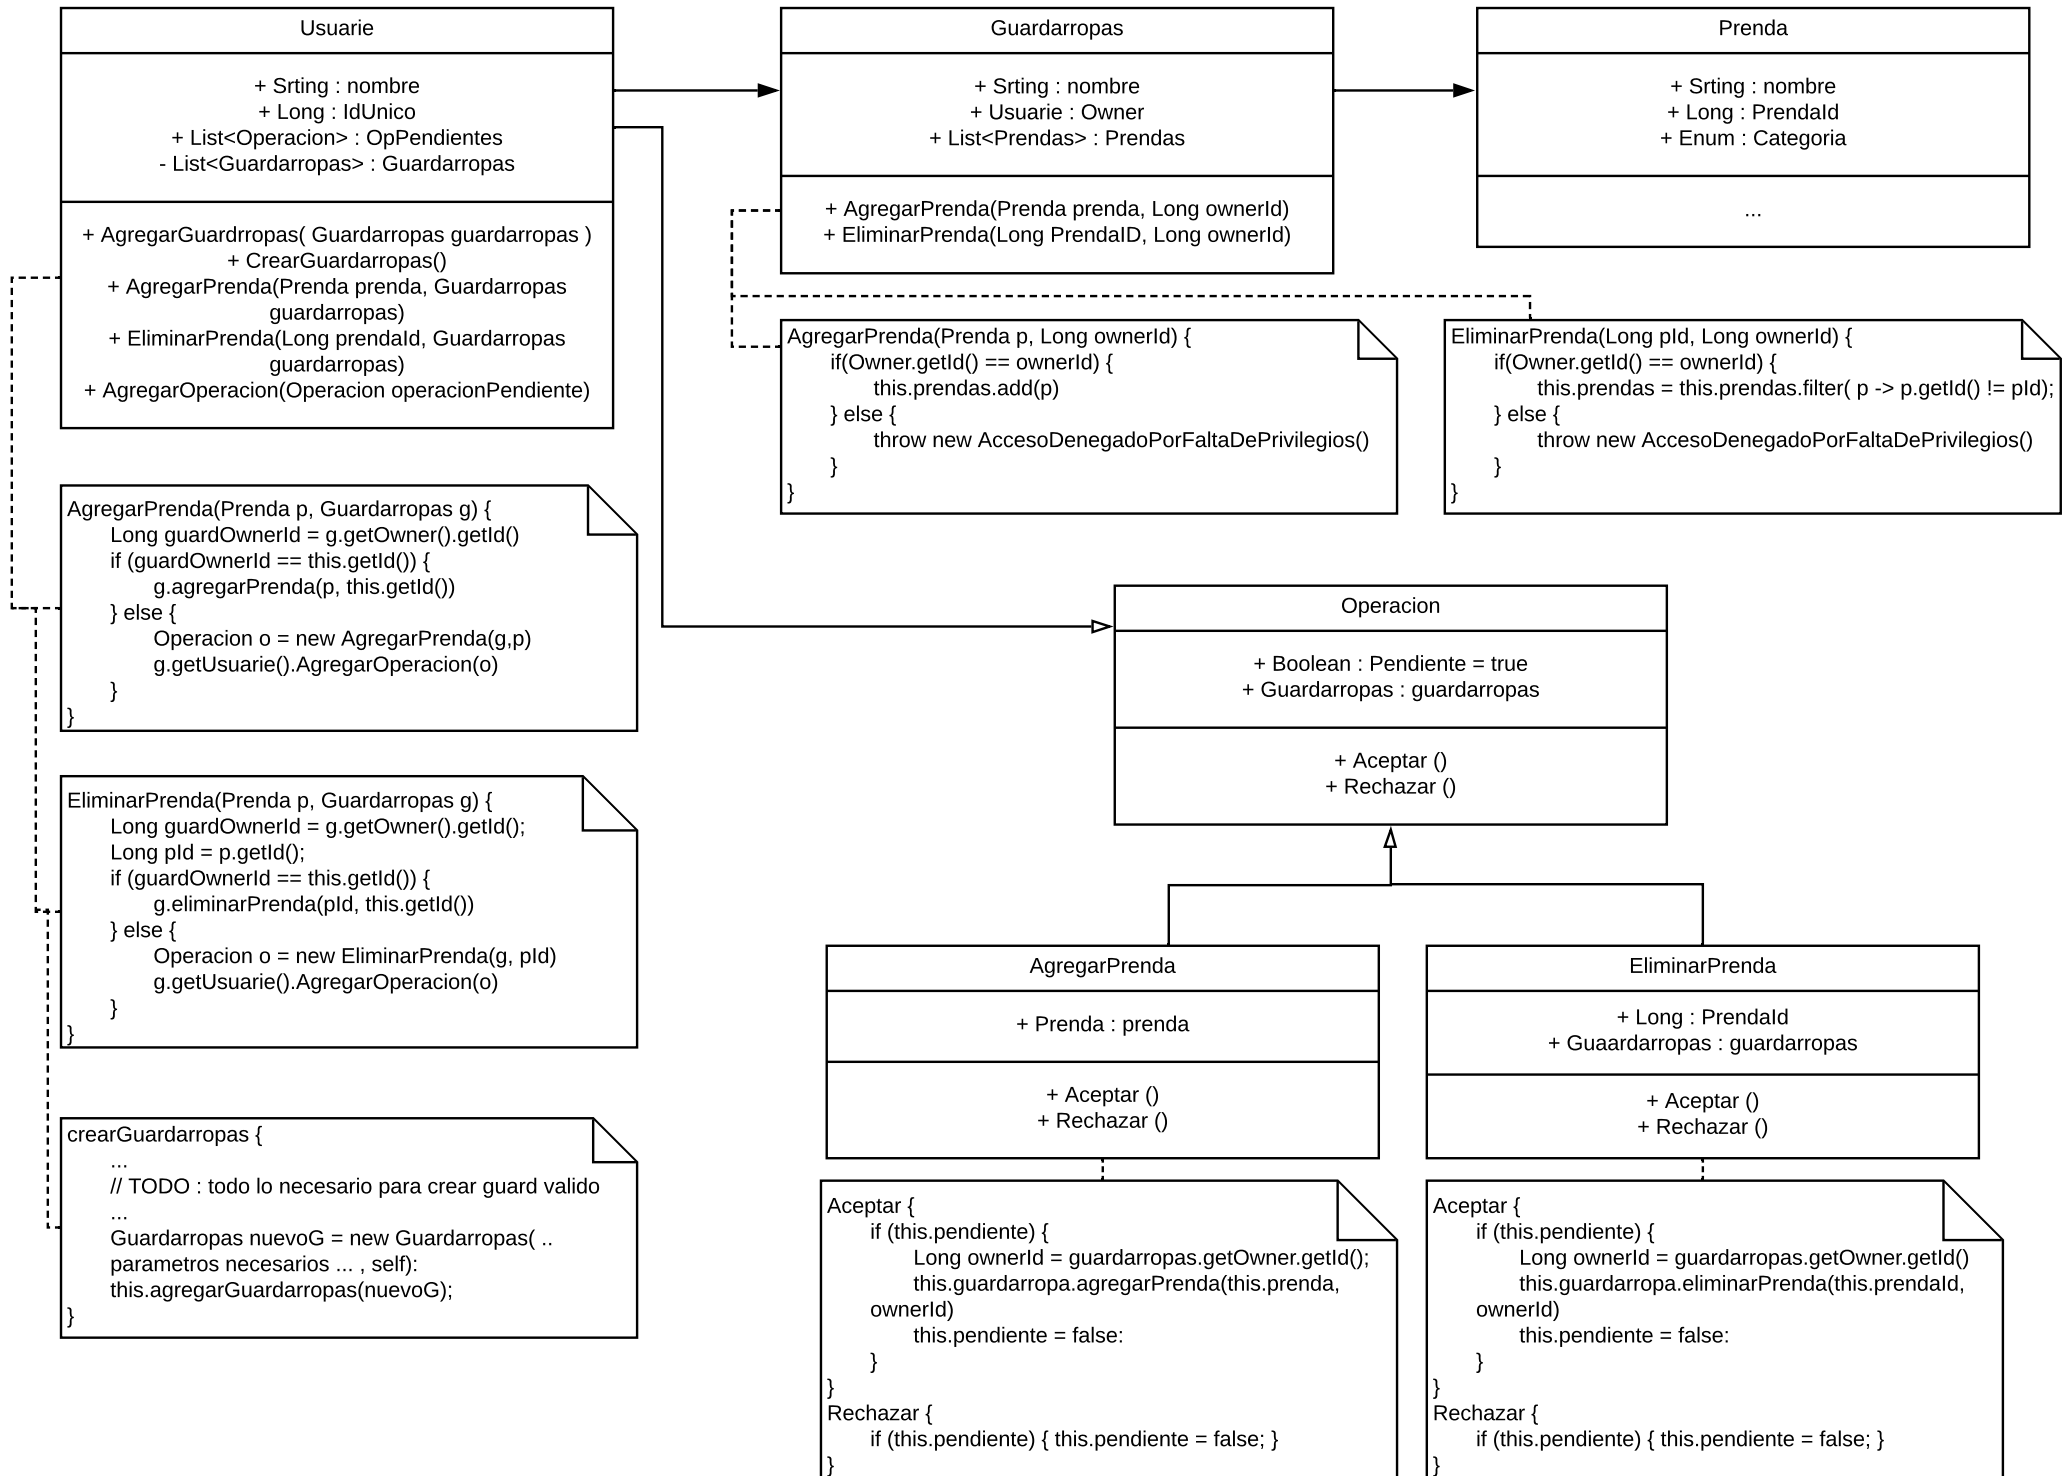 Usuarie
+ Srting : nombre
+ Long : IdUnico
+ List<Operacion> : OpPendientes
- List<Guardarropas> : Guardarropas
+ AgregarGuardrropas( Guardarropas guardarropas )
+ CrearGuardarropas()
+ AgregarPrenda(Prenda prenda, Guardarropas
guardarropas)
+ EliminarPrenda(Long prendaId, Guardarropas
guardarropas)
+ AgregarOperacion(Operacion operacionPendiente)
Guardarropas
+ Srting : nombre
+ Usuarie : Owner
+ List<Prendas> : Prendas
+ AgregarPrenda(Prenda prenda, Long ownerId)
+ EliminarPrenda(Long PrendaID, Long ownerId)
Prenda
+ Srting : nombre
+ Long : PrendaId
+ Enum : Categoria
...
AgregarPrenda(Prenda p, Long ownerId) {
if(Owner.getId() == ownerId) {
this.prendas.add(p)
} else {
throw new AccesoDenegadoPorFaltaDePrivilegios()
}
}
EliminarPrenda(Long pId, Long ownerId) {
if(Owner.getId() == ownerId) {
this.prendas = this.prendas.filter( p -> p.getId() != pId);
} else {
throw new AccesoDenegadoPorFaltaDePrivilegios()
}
}
AgregarPrenda(Prenda p, Guardarropas g) {
Long guardOwnerId = g.getOwner().getId()
if (guardOwnerId == this.getId()) {
g.agregarPrenda(p, this.getId())
} else {
Operacion o = new AgregarPrenda(g,p)
g.getUsuarie().AgregarOperacion(o)
}
}
EliminarPrenda(Prenda p, Guardarropas g) {
Long guardOwnerId = g.getOwner().getId();
Long pId = p.getId();
if (guardOwnerId == this.getId()) {
g.eliminarPrenda(pId, this.getId())
} else {
Operacion o = new EliminarPrenda(g, pId)
g.getUsuarie().AgregarOperacion(o)
}
}
crearGuardarropas {
...
// TODO : todo lo necesario para crear guard valido
...
Guardarropas nuevoG = new Guardarropas( ..
parametros necesarios ... , self):
this.agregarGuardarropas(nuevoG);
}
Operacion
+ Boolean : Pendiente = true
+ Guardarropas : guardarropas
+ Aceptar ()
+ Rechazar ()
AgregarPrenda
+ Prenda : prenda
+ Aceptar ()
+ Rechazar ()
EliminarPrenda
+ Long : PrendaId
+ Guaardarropas : guardarropas
+ Aceptar ()
+ Rechazar ()
Aceptar {
if (this.pendiente) {
Long ownerId = guardarropas.getOwner.getId();
this.guardarropa.agregarPrenda(this.prenda,
ownerId)
this.pendiente = false:
}
}
Rechazar {
if (this.pendiente) { this.pendiente = false; }
}
Aceptar {
if (this.pendiente) {
Long ownerId = guardarropas.getOwner.getId()
this.guardarropa.eliminarPrenda(this.prendaId,
ownerId)
this.pendiente = false:
}
}
Rechazar {
if (this.pendiente) { this.pendiente = false; }
}